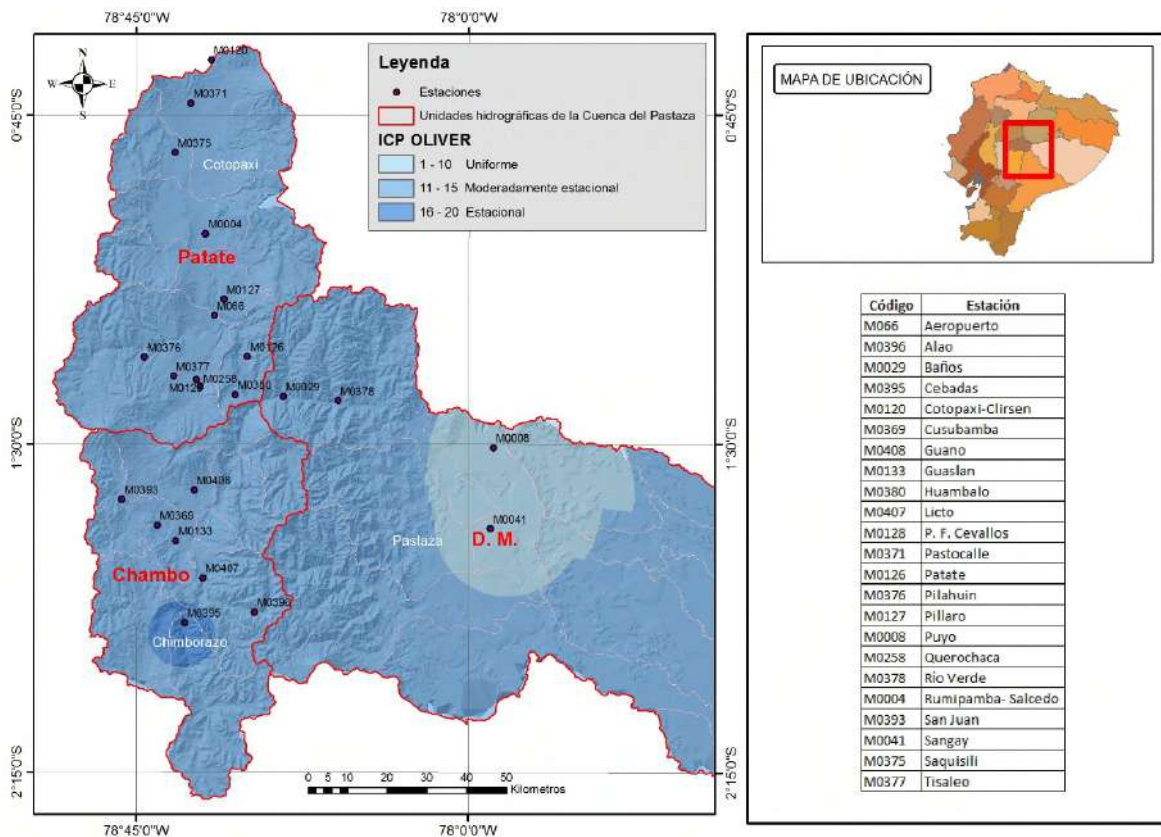 78°45'0"W
78°0'0"W
N
W
E
S
0°45'0"S
0°45'0"S
1°30'0"S
1°30'0"S
2°15'0"S
2°15'0"S
78°45'0"W
78°0'0"W
Leyenda
Estaciones
Unidades hidrográficas de la Cuenca del Pastaza
ICP OLIVER
1 - 10 Uniforme
11 - 15 Moderadamente estacional
16 - 20 Estacional
M0120
M0371
M0375
Cotopaxi
M0004
Patate
M0127
M066
M0376
M0126
M0377
M0258
M0380
M0029
M0378
M0008
M0408
M0393
M0369
M0133
M0041
D. M.
Pastaza
Chambo
M0407
M0396
M0395
Chimborazo
0 5 10 20 30 40 50
Kilometros
MAPA DE UBICACIÓN
Código Estación
M066 Aeropuerto
M0396 Alao
M0029 Baños
M0395 Cebadas
M0120 Cotopaxi-Clirsen
M0369 Cusubamba
M0408 Guano
M0133 Guaslan
M0380 Huambalo
M0407 Licto
M0128 P. F. Cevallos
M0371 Pastocalle
M0126 Patate
M0376 Pilahuin
M0127 Pillaro
M0008 Puyo
M0258 Querochaca
M0378 Río Verde
M0004 Rumipamba- Salcedo
M0393 San Juan
M0041 Sangay
M0375 Saquisili
M0377 Tisaleo